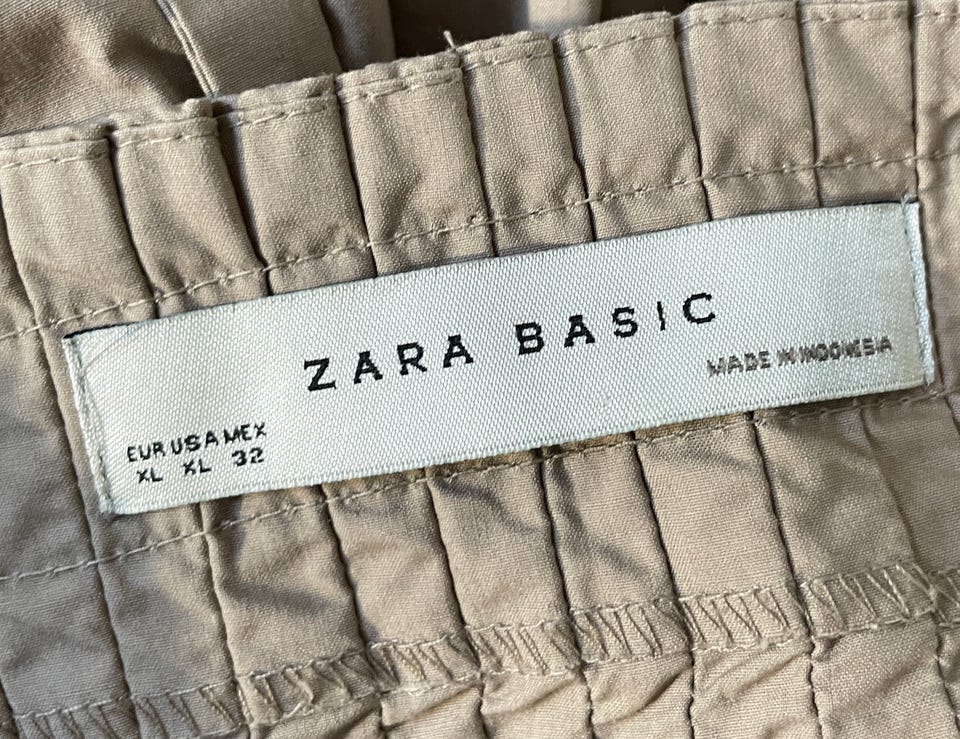 ZARA BASIC
MADE IN INDONESIA
EUR USA MEX
XL XL 32